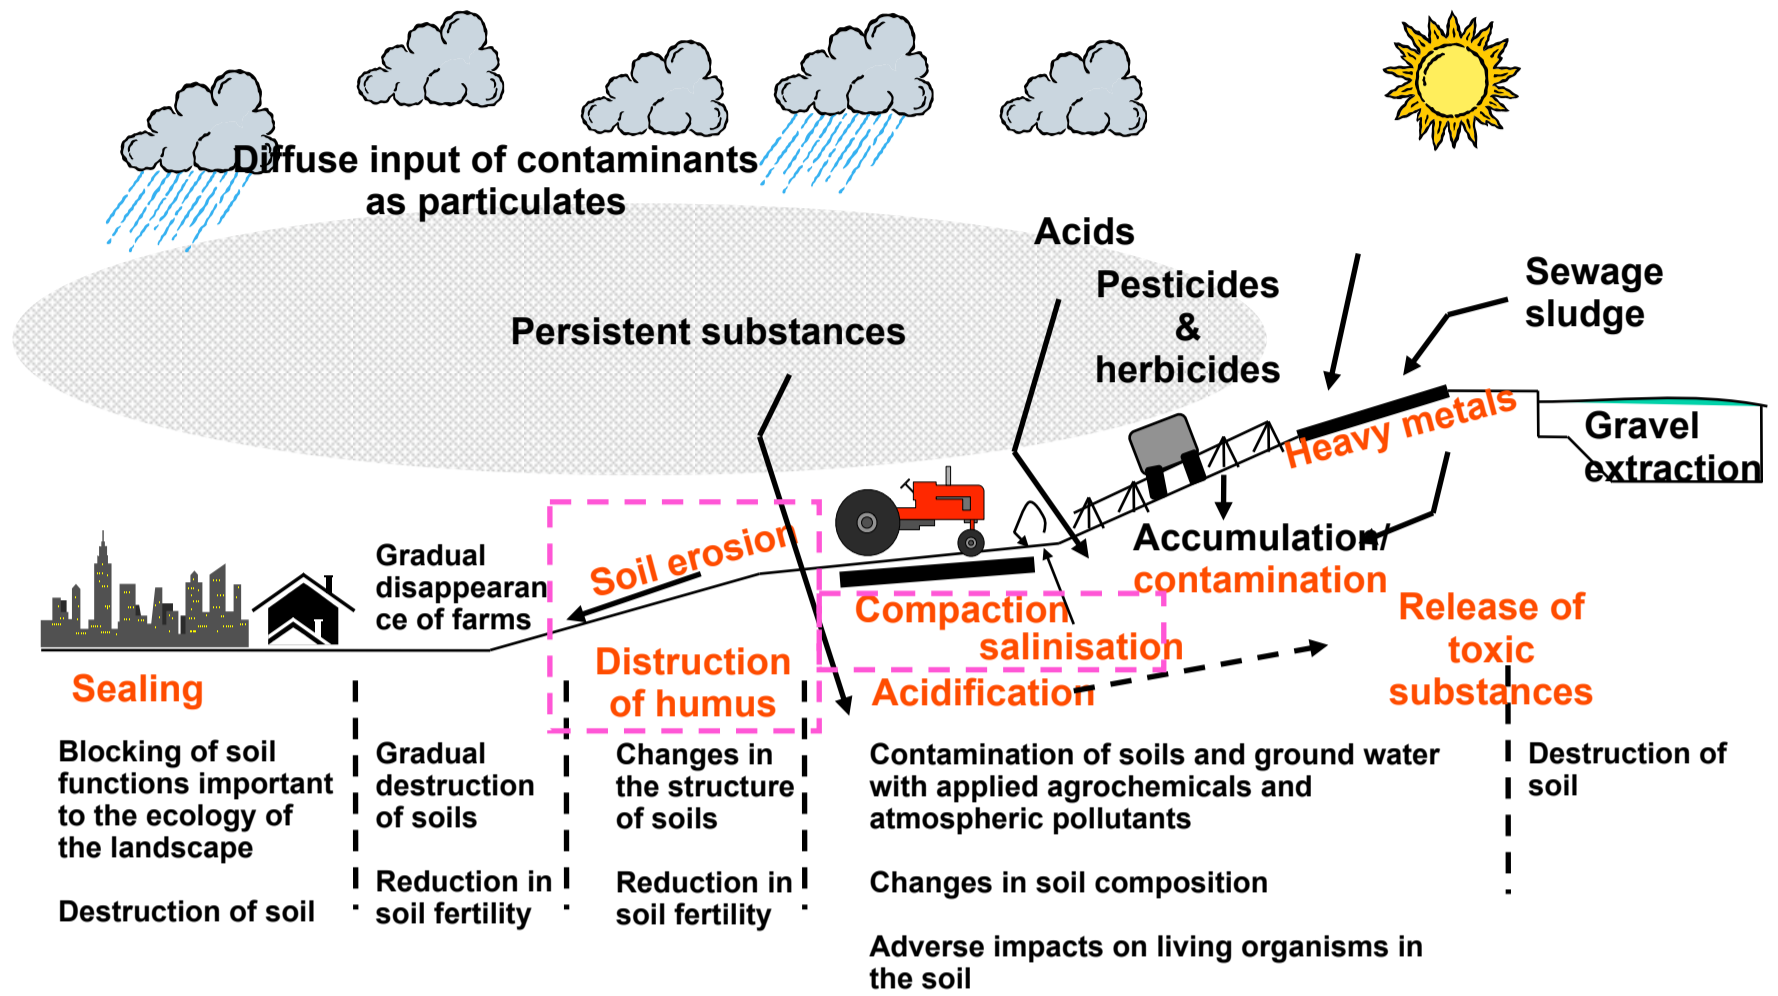 Diffuse input of contaminants
as particulates
Acids
Pesticides
&
herbicides
Sewage
sludge
Persistent substances
Heavy metals
Gravel
extraction
Soil erosion
Gradual
disappearan
ce of farms
Accumulation/
contamination
Compaction
salinisation
Release of
toxic
substances
Sealing
Distruction
of humus
Acidification
Blocking of soil
functions important
to the ecology of
the landscape
Destruction of soil
Gradual
destruction
of soils
Reduction in
soil fertility
Changes in
the structure
of soils
Reduction in
soil fertility
Contamination of soils and ground water
with applied agrochemicals and
atmospheric pollutants
Changes in soil composition
Adverse impacts on living organisms in
the soil
Destruction of
soil